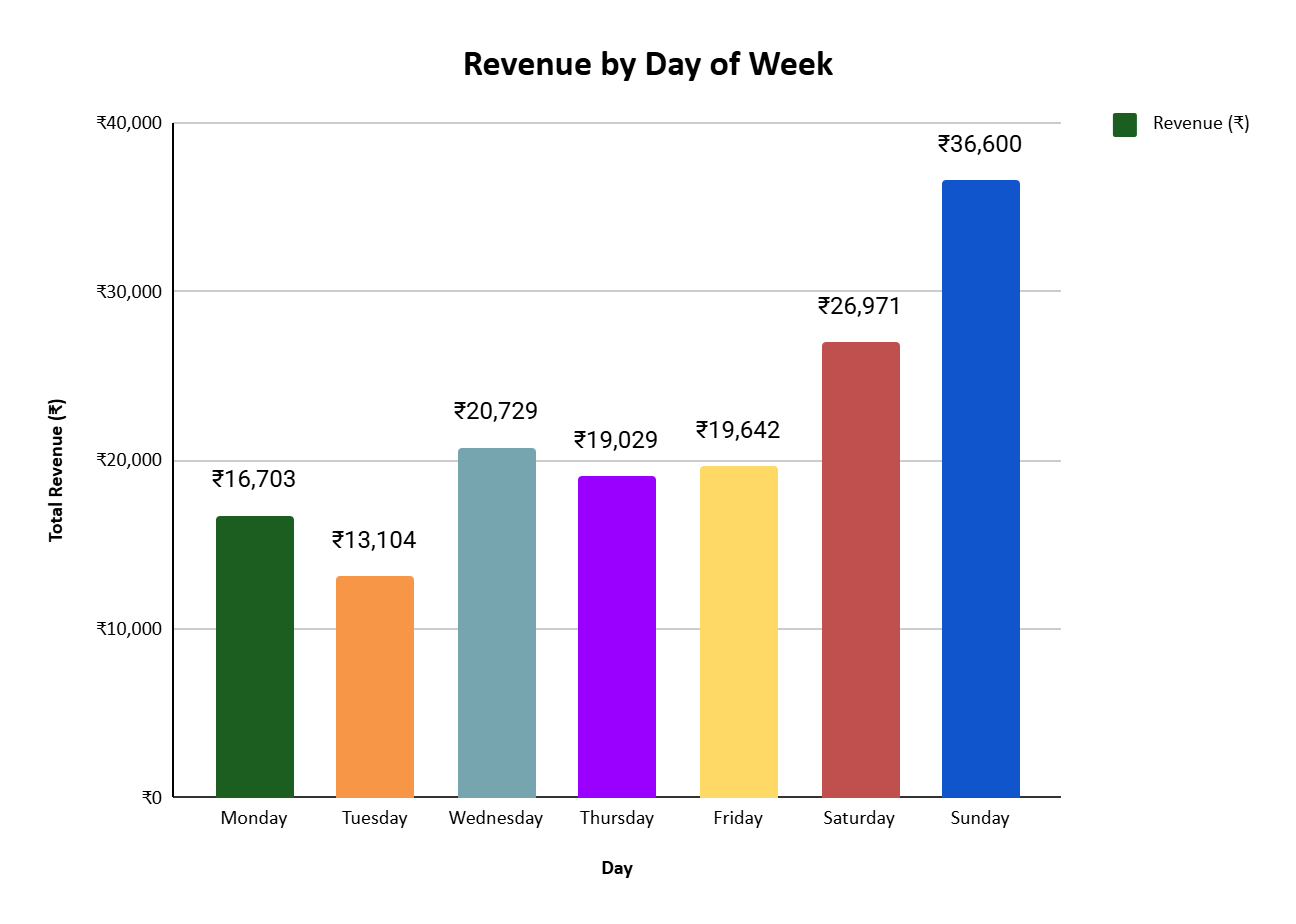 Revenue by Day of Week
Revenue (₹)
Total Revenue (₹)
₹40,000
₹30,000
₹20,000
₹10,000
₹0
₹16,703
₹13,104
₹20,729
₹19,029
₹19,642
₹26,971
₹36,600
Monday Tuesday Wednesday Thursday Friday Saturday Sunday
Day